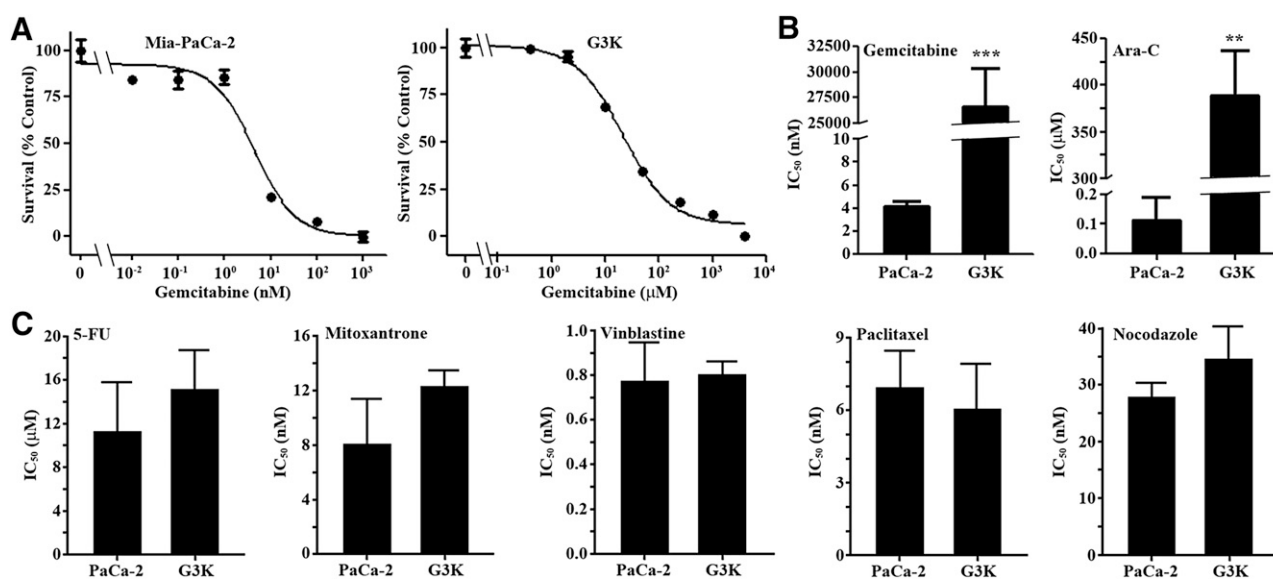 A
Mia-PaCa-2
Survival (% Control)
100
75
50
25
0
0 10⁻² 10⁻¹ 10⁰ 10¹ 10² 10³
Gemcitabine (nM)
G3K
Survival (% Control)
100
75
50
25
0
0 10⁻¹ 10⁰ 10¹ 10² 10³ 10⁴
Gemcitabine (μM)
B
Gemcitabine
***
IC₅₀ (nM)
32500
30000
27500
25000
10
8
6
4
2
0
PaCa-2 G3K
Ara-C
**
IC₅₀ (μM)
450
400
350
300
0.2
0.1
0.0
PaCa-2 G3K
C
5-FU
IC₅₀ (μM)
20
16
12
8
4
0
PaCa-2 G3K
Mitoxantrone
IC₅₀ (nM)
16
12
8
4
0
PaCa-2 G3K
Vinblastine
IC₅₀ (nM)
1.0
0.8
0.6
0.4
0.2
0.0
PaCa-2 G3K
Paclitaxel
IC₅₀ (nM)
9
6
3
0
PaCa-2 G3K
Nocodazole
IC₅₀ (nM)
40
30
20
10
0
PaCa-2 G3K